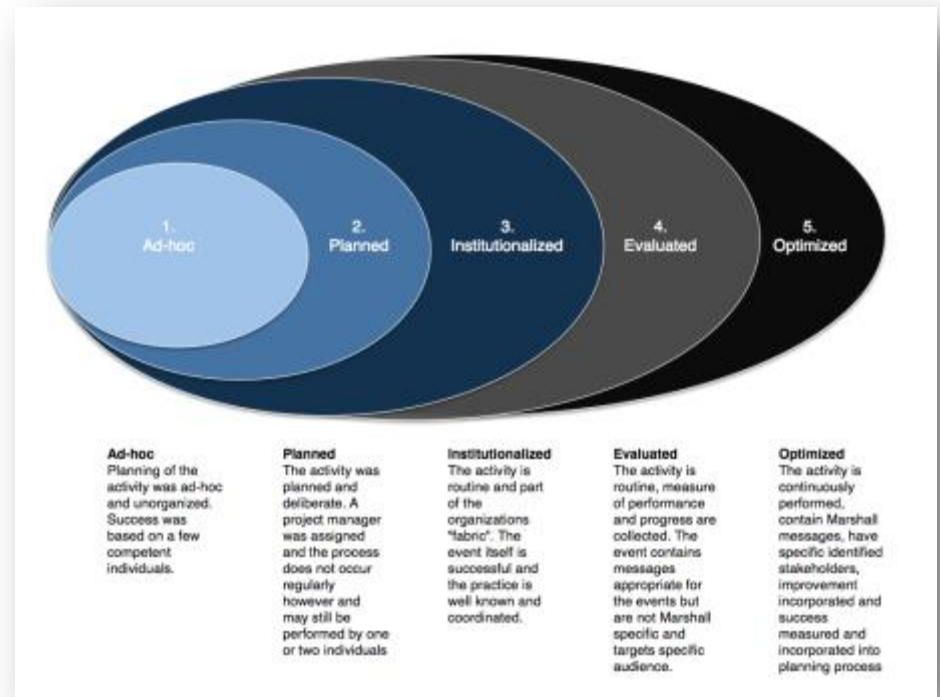 1.
Ad-hoc
2.
Planned
3.
Institutionalized
4.
Evaluated
5.
Optimized
Ad-hoc
Planning of the
activity was ad-hoc
and unorganized.
Success was
based on a few
competent
individuals.
Planned
The activity was
planned and
deliberate. A
project manager
was assigned
and the process
does not occur
regularly
however and
may still be
performed by one
or two individuals
Institutionalized
The activity is
routine and part
of the
organizations
"fabric". The
event itself is
successful and
the practice is
well known and
coordinated.
Evaluated
The activity is
routine, measure
of performance
and progress are
collected. The
event contains
messages
appropriate for
the events but
are not Marshall
specific and
targets specific
audience.
Optimized
The activity is
continuously
performed,
contain Marshall
messages, have
specific identified
stakeholders,
improvement
incorporated and
success
measured and
incorporated into
planning process